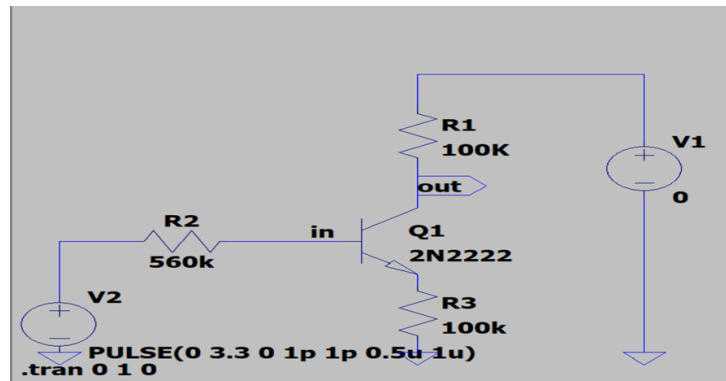 R1
100K
V1
out
0
R2
in
Q1
560k
2N2222
V2
R3
100k
PULSE(0 3.3 0 1p 1p 0.5u 1u)
.tran 0 1 0